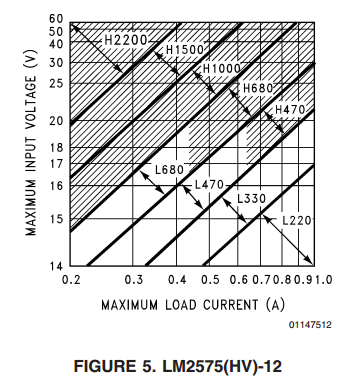 MAXIMUM INPUT VOLTAGE (V)
60
50
40
30
25
20
18
17
16
15
14
H2200
H1500
H1000
H680
H470
L680
L470
L330
L220
0.2 0.3 0.4 0.5 0.6 0.7 0.8 0.9 1.0
MAXIMUM LOAD CURRENT (A)
01147512
FIGURE 5. LM2575(HV)-12